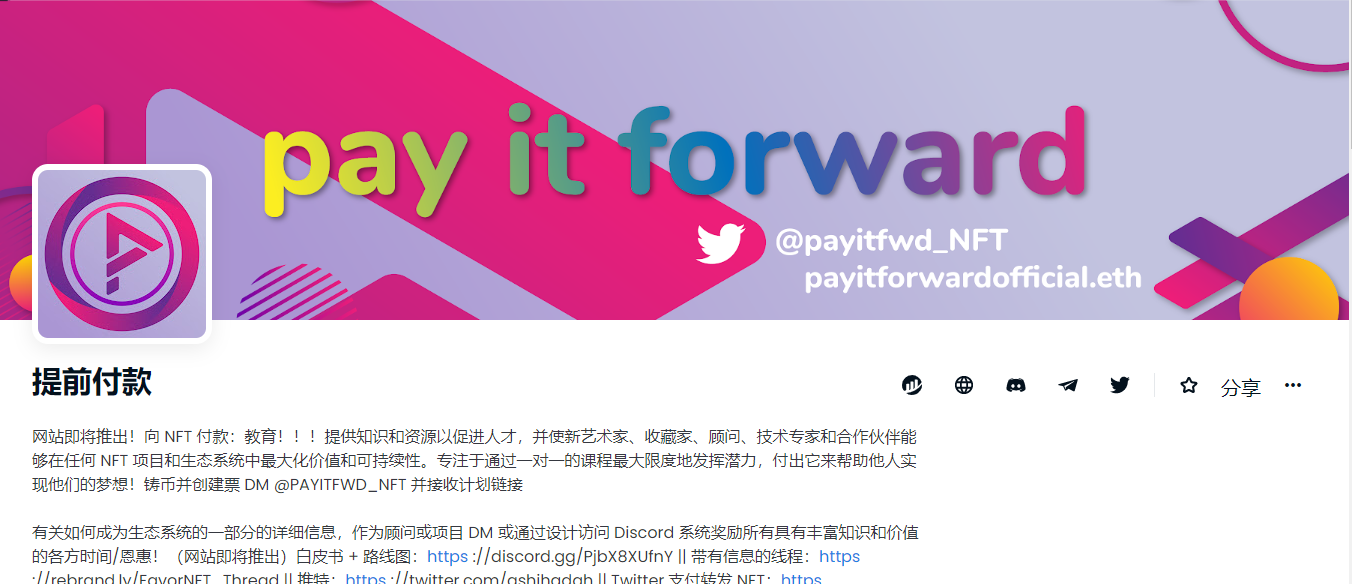 pay it forward
@payitfwd_NFT
payitforwardofficial.eth
提前付款
分享
网站即将推出！向 NFT 付款：教育！！！提供知识和资源以促进人才，并使新艺术家、收藏家、顾问、技术专家和合作伙伴能
够在任何 NFT 项目和生态系统中最大化价值和可持续性。专注于通过一对一的课程最大限度地发挥潜力，付出它来帮助他人实
现他们的梦想！铸币并创建票 DM @PAYITFWD_NFT 并接收计划链接
有关如何成为生态系统的一部分的详细信息，作为顾问或项目 DM 或通过设计访问 Discord 系统奖励所有具有丰富知识和价值
的各方时间/恩惠！（网站即将推出）白皮书 + 路线图：https ://discord.gg/PjbX8XUfnY || 带有信息的线程：https
://rebrand.ly/FavorNFT_Thread || 推特：https ://twitter.com/ashihadah || Twitter 支付转发 NFT：https